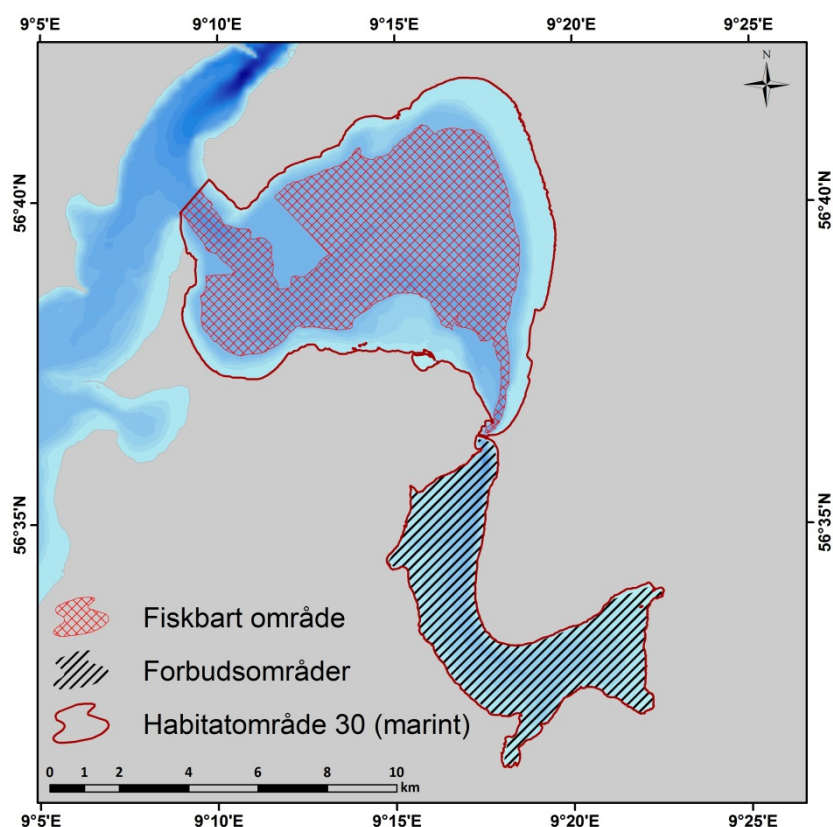 9°5'E 9°10'E 9°15'E 9°20'E 9°25'E
N
56°40'N 56°40'N
56°35'N 56°35'N
Fiskbart område
Forbudsområder
Habitatområde 30 (marint)
0 1 2 4 6 8 10
km
9°5'E 9°10'E 9°15'E 9°20'E 9°25'E